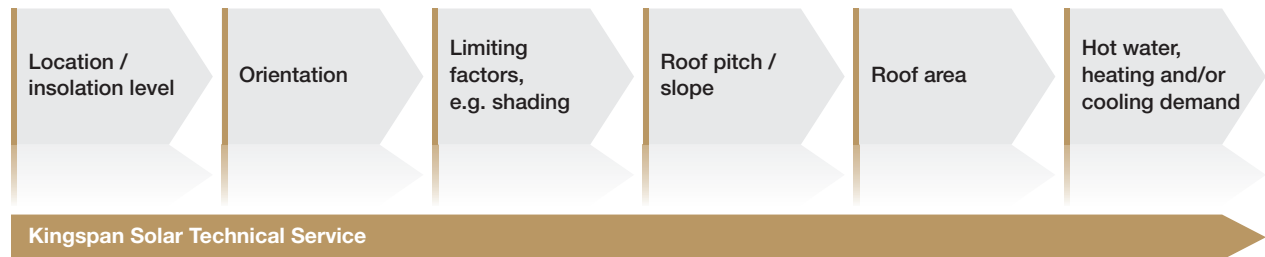 Location /
insolation level
Orientation
Limiting
factors,
e.g. shading
Roof pitch /
slope
Roof area
Hot water,
heating and/or
cooling demand
Kingspan Solar Technical Service